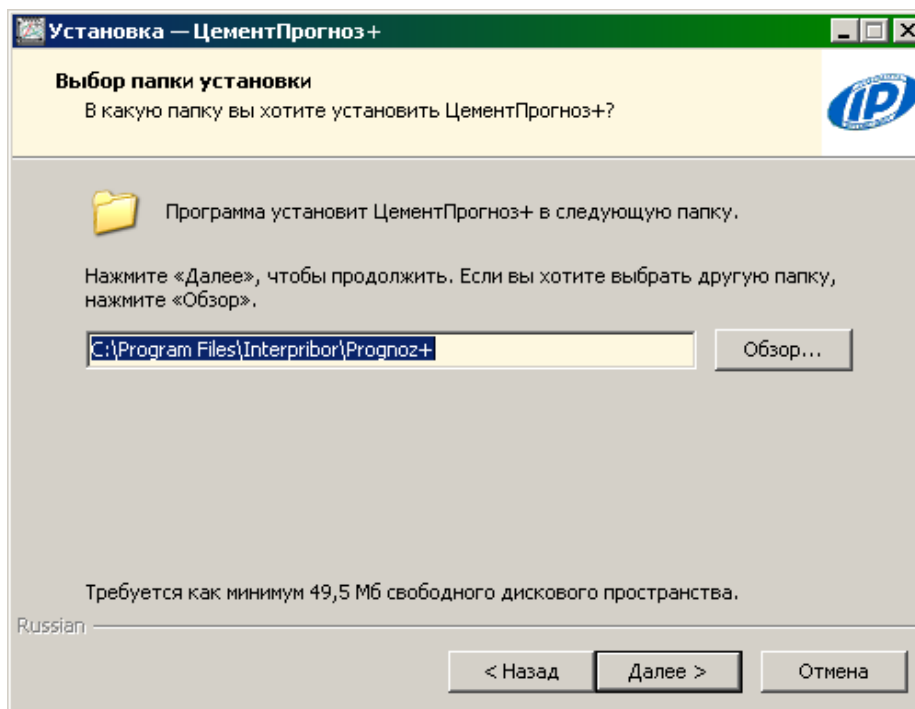 Установка — ЦементПрогноз+
Выбор папки установки
В какую папку вы хотите установить ЦементПрогноз+?
IP
Программа установит ЦементПрогноз+ в следующую папку.
Нажмите «Далее», чтобы продолжить. Если вы хотите выбрать другую папку,
нажмите «Обзор».
C:\Program Files\Interpribor\Prognoz+
Обзор...
Требуется как минимум 49,5 Мб свободного дискового пространства.
Russian
< Назад
Далее >
Отмена